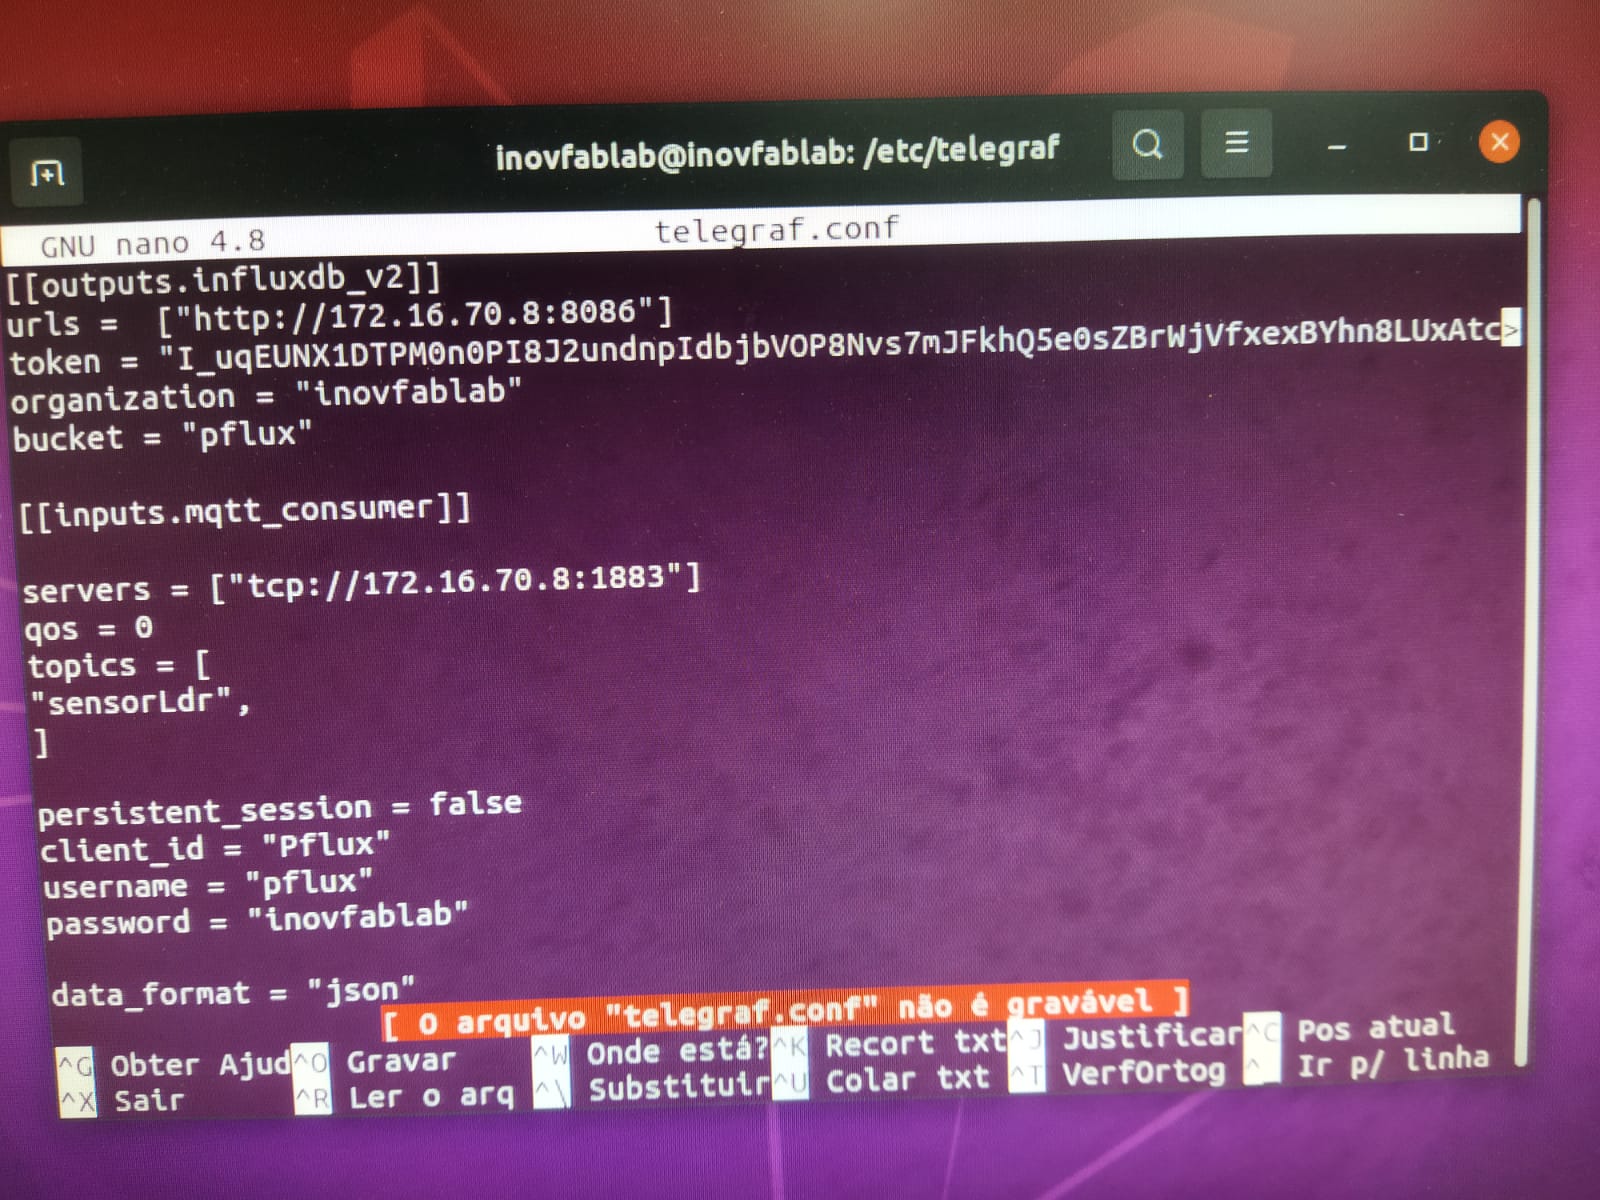 inovfablab@inovfablab: /etc/telegraf
GNU nano 4.8 telegraf.conf
[[outputs.influxdb_v2]]
urls =  ["http://172.16.70.8:8086"]
token = "I_uqEUNX1DTPM0n0PI8J2undnpIdbjbVOP8Nvs7mJFkhQ5e0sZBrWjVfxexBYhn8LUxAtc>
organization = "inovfablab"
bucket = "pflux"
[[inputs.mqtt_consumer]]
servers = ["tcp://172.16.70.8:1883"]
qos = 0
topics = [
"sensorLdr",
]
persistent_session = false
client_id = "Pflux"
username = "pflux"
password = "inovfablab"
data_format = "json"
[ O arquivo "telegraf.conf" não é gravável ]
^G Obter Ajud ^O Gravar ^W Onde está? ^K Recort txt ^J Justificar ^C Pos atual
^X Sair ^R Ler o arq ^\ Substituir ^U Colar txt ^T VerfOrtog ^_ Ir p/ linha